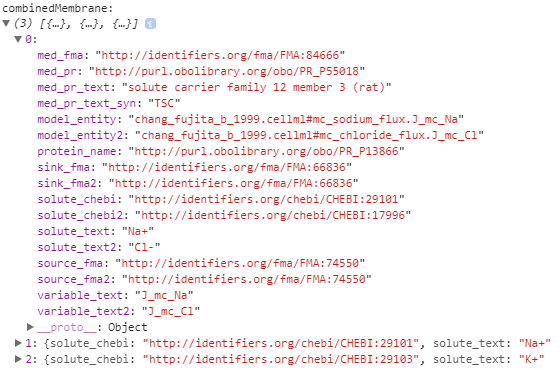 combinedMembrane:
▼ (3) [{…}, {…}, {…}] i
▼ 0:
med_fma: "http://identifiers.org/fma/FMA:84666"
med_pr: "http://purl.obolibrary.org/obo/PR_P55018"
med_pr_text: "solute carrier family 12 member 3 (rat)"
med_pr_text_syn: "TSC"
model_entity: "chang_fujita_b_1999.cellml#mc_sodium_flux.J_mc_Na"
model_entity2: "chang_fujita_b_1999.cellml#mc_chloride_flux.J_mc_Cl"
protein_name: "http://purl.obolibrary.org/obo/PR_P13866"
sink_fma: "http://identifiers.org/fma/FMA:66836"
sink_fma2: "http://identifiers.org/fma/FMA:66836"
solute_chebi: "http://identifiers.org/chebi/CHEBI:29101"
solute_chebi2: "http://identifiers.org/chebi/CHEBI:17996"
solute_text: "Na+"
solute_text2: "Cl-"
source_fma: "http://identifiers.org/fma/FMA:74550"
source_fma2: "http://identifiers.org/fma/FMA:74550"
variable_text: "J_mc_Na"
variable_text2: "J_mc_Cl"
▶ __proto__: Object
▶ 1: {solute_chebi: "http://identifiers.org/chebi/CHEBI:29101", solute_text: "Na+"
▶ 2: {solute_chebi: "http://identifiers.org/chebi/CHEBI:29103", solute_text: "K+"